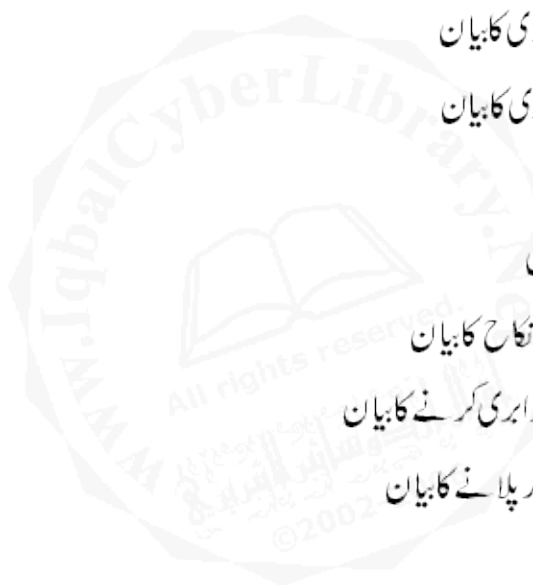 ی کا بیان
ی کا بیان
نکاح کا بیان
ابری کرنے کا بیان
پلانے کا بیان
www.IqbalCyberLibrary.Net
All rights reserved.
©2002